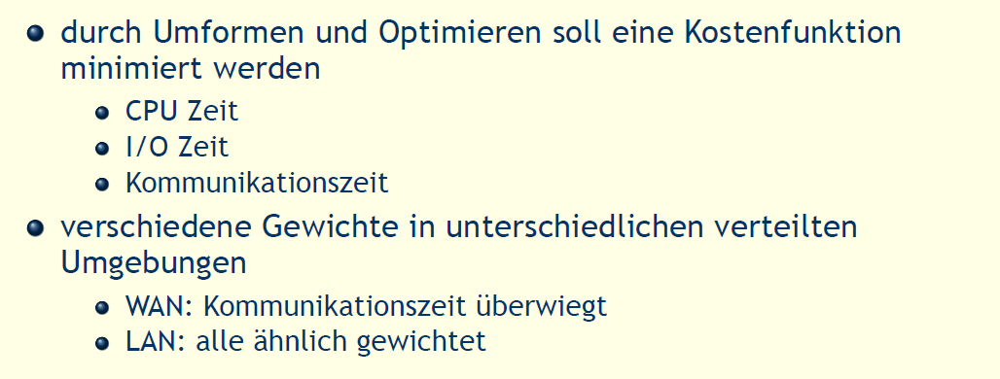 durch Umformen und Optimieren soll eine Kostenfunktion
minimiert werden
CPU Zeit
I/O Zeit
Kommunikationszeit
verschiedene Gewichte in unterschiedlichen verteilten
Umgebungen
WAN: Kommunikationszeit überwiegt
LAN: alle ähnlich gewichtet